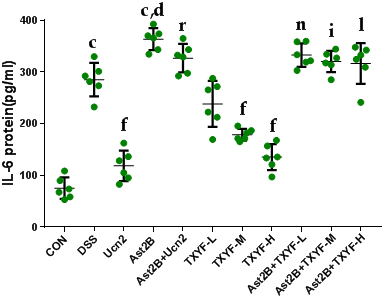 IL-6 protein(pg/ml)
400
300
200
100
0
c
f
c,d
r
f
f
n
i
l
CON
DSS
Ucn2
Ast2B
Ast2B+Ucn2
TXYF-L
TXYF-M
TXYF-H
Ast2B+TXYF-L
Ast2B+TXYF-M
Ast2B+TXYF-H